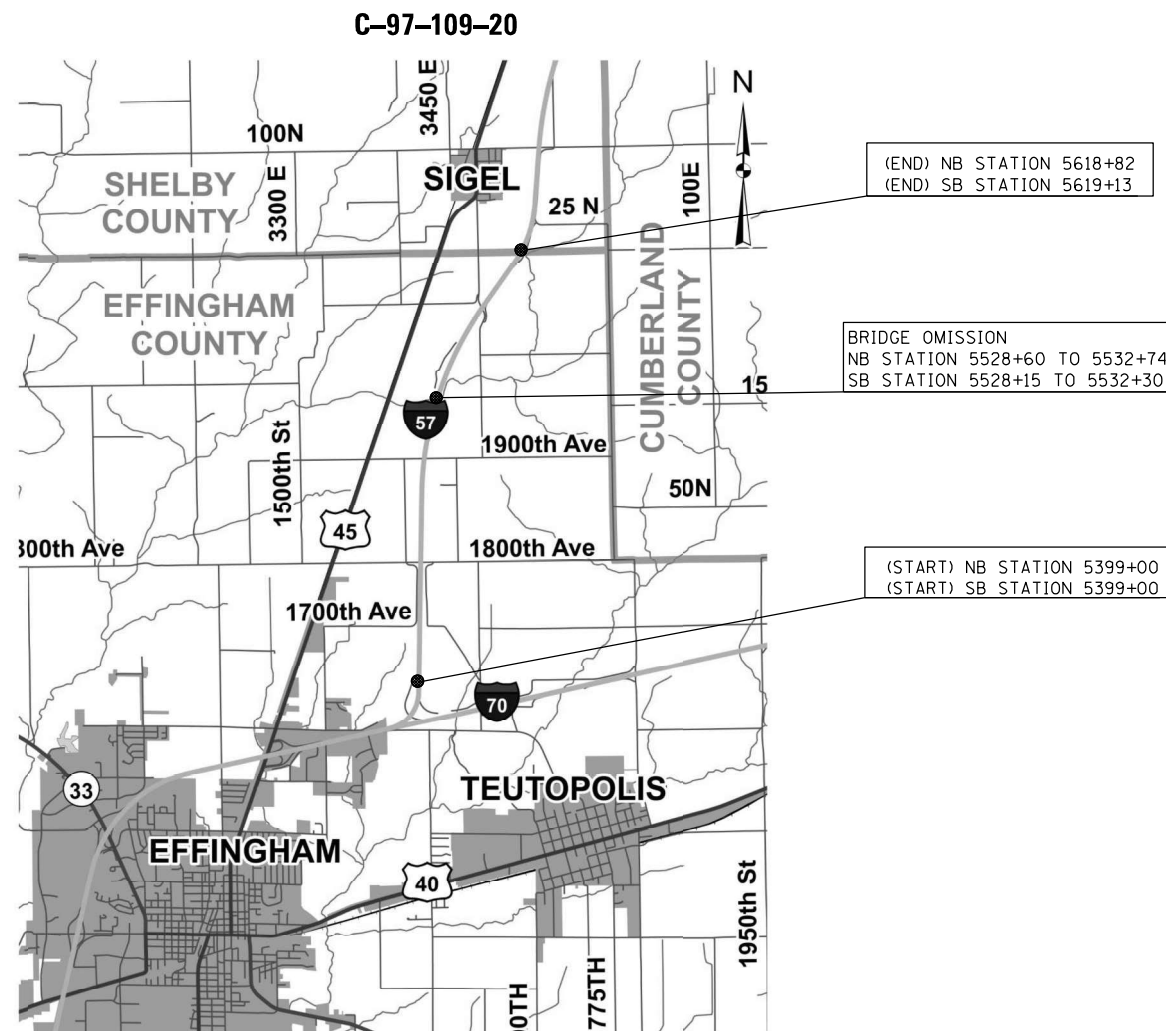 C-97-109-20
3450 E
N
100N
SHELBY
COUNTY
3300 E
SIGEL
100E
25 N
(END) NB STATION 5618+82
(END) SB STATION 5619+13
EFFINGHAM
COUNTY
CUMBERLAND
COUNTY
BRIDGE OMISSION
NB STATION 5528+60 TO 5532+74
SB STATION 5528+15 TO 5532+30
15
57
1500th St
1900th Ave
50N
45
300th Ave
1800th Ave
(START) NB STATION 5399+00
(START) SB STATION 5399+00
1700th Ave
70
33
TEUTOPOLIS
EFFINGHAM
40
1950th St
775TH